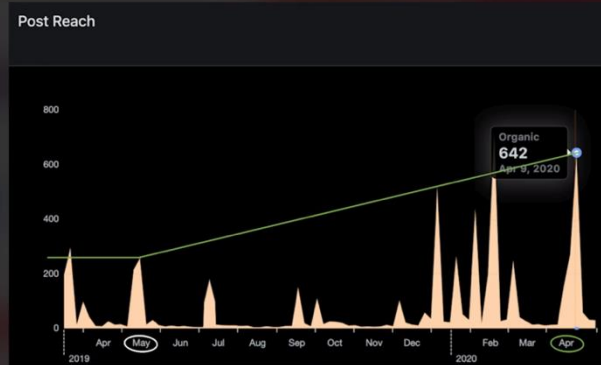 Post Reach
800
600
400
200
0
Organic
642
Apr 9, 2020
Apr May Jun Jul Aug Sep Oct Nov Dec Feb Mar Apr
2019 2020